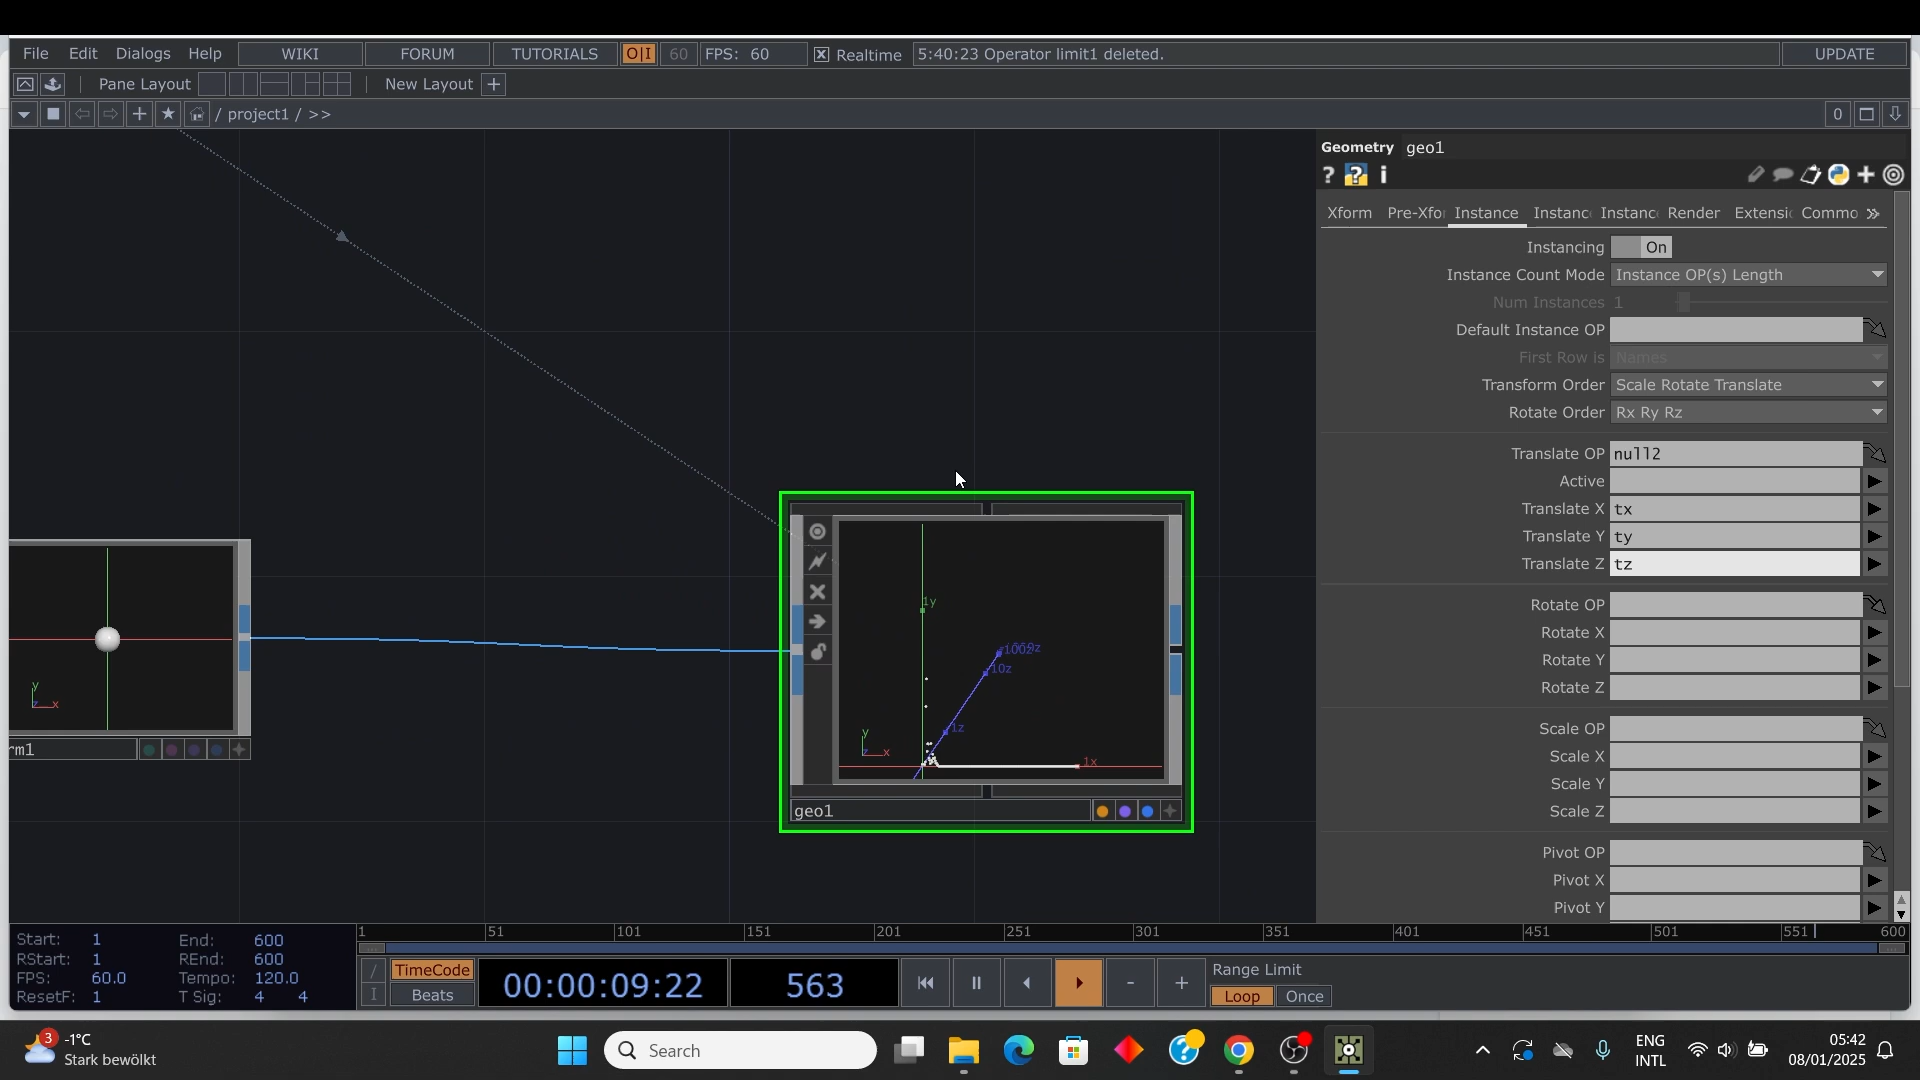 File Edit Dialogs Help WIKI FORUM TUTORIALS O|I 60 FPS: 60 Realtime 5:40:23 Operator limit1 deleted. UPDATE
Pane Layout New Layout +
/ project1 / >> 0
Geometry geo1
? ? i
Xform Pre-Xfo Instance Instanc Instanc Render Extensi Commo
Instancing On
Instance Count Mode Instance OP(s) Length
Num Instances 1
Default Instance OP
First Row is Names
Transform Order Scale Rotate Translate
Rotate Order Rx Ry Rz
Translate OP null2
Active
Translate X tx
Translate Y ty
Translate Z tz
Rotate OP
Rotate X
Rotate Y
Rotate Z
Scale OP
Scale X
Scale Y
Scale Z
Pivot OP
Pivot X
Pivot Y
y
z x
rm1
1y
10z
1z
1x
y
z x
geo1
1 51 101 151 201 251 301 351 401 451 501 551 600
Start: 1 End: 600
RStart: 1 REnd: 600
FPS: 60.0 Tempo: 120.0
ResetF: 1 T Sig: 4 4
/ TimeCode
I Beats
00:00:09:22 563
- +
Range Limit
Loop Once
3 -1°C
Stark bewölkt
Search
ENG
INTL
05:42
08/01/2025